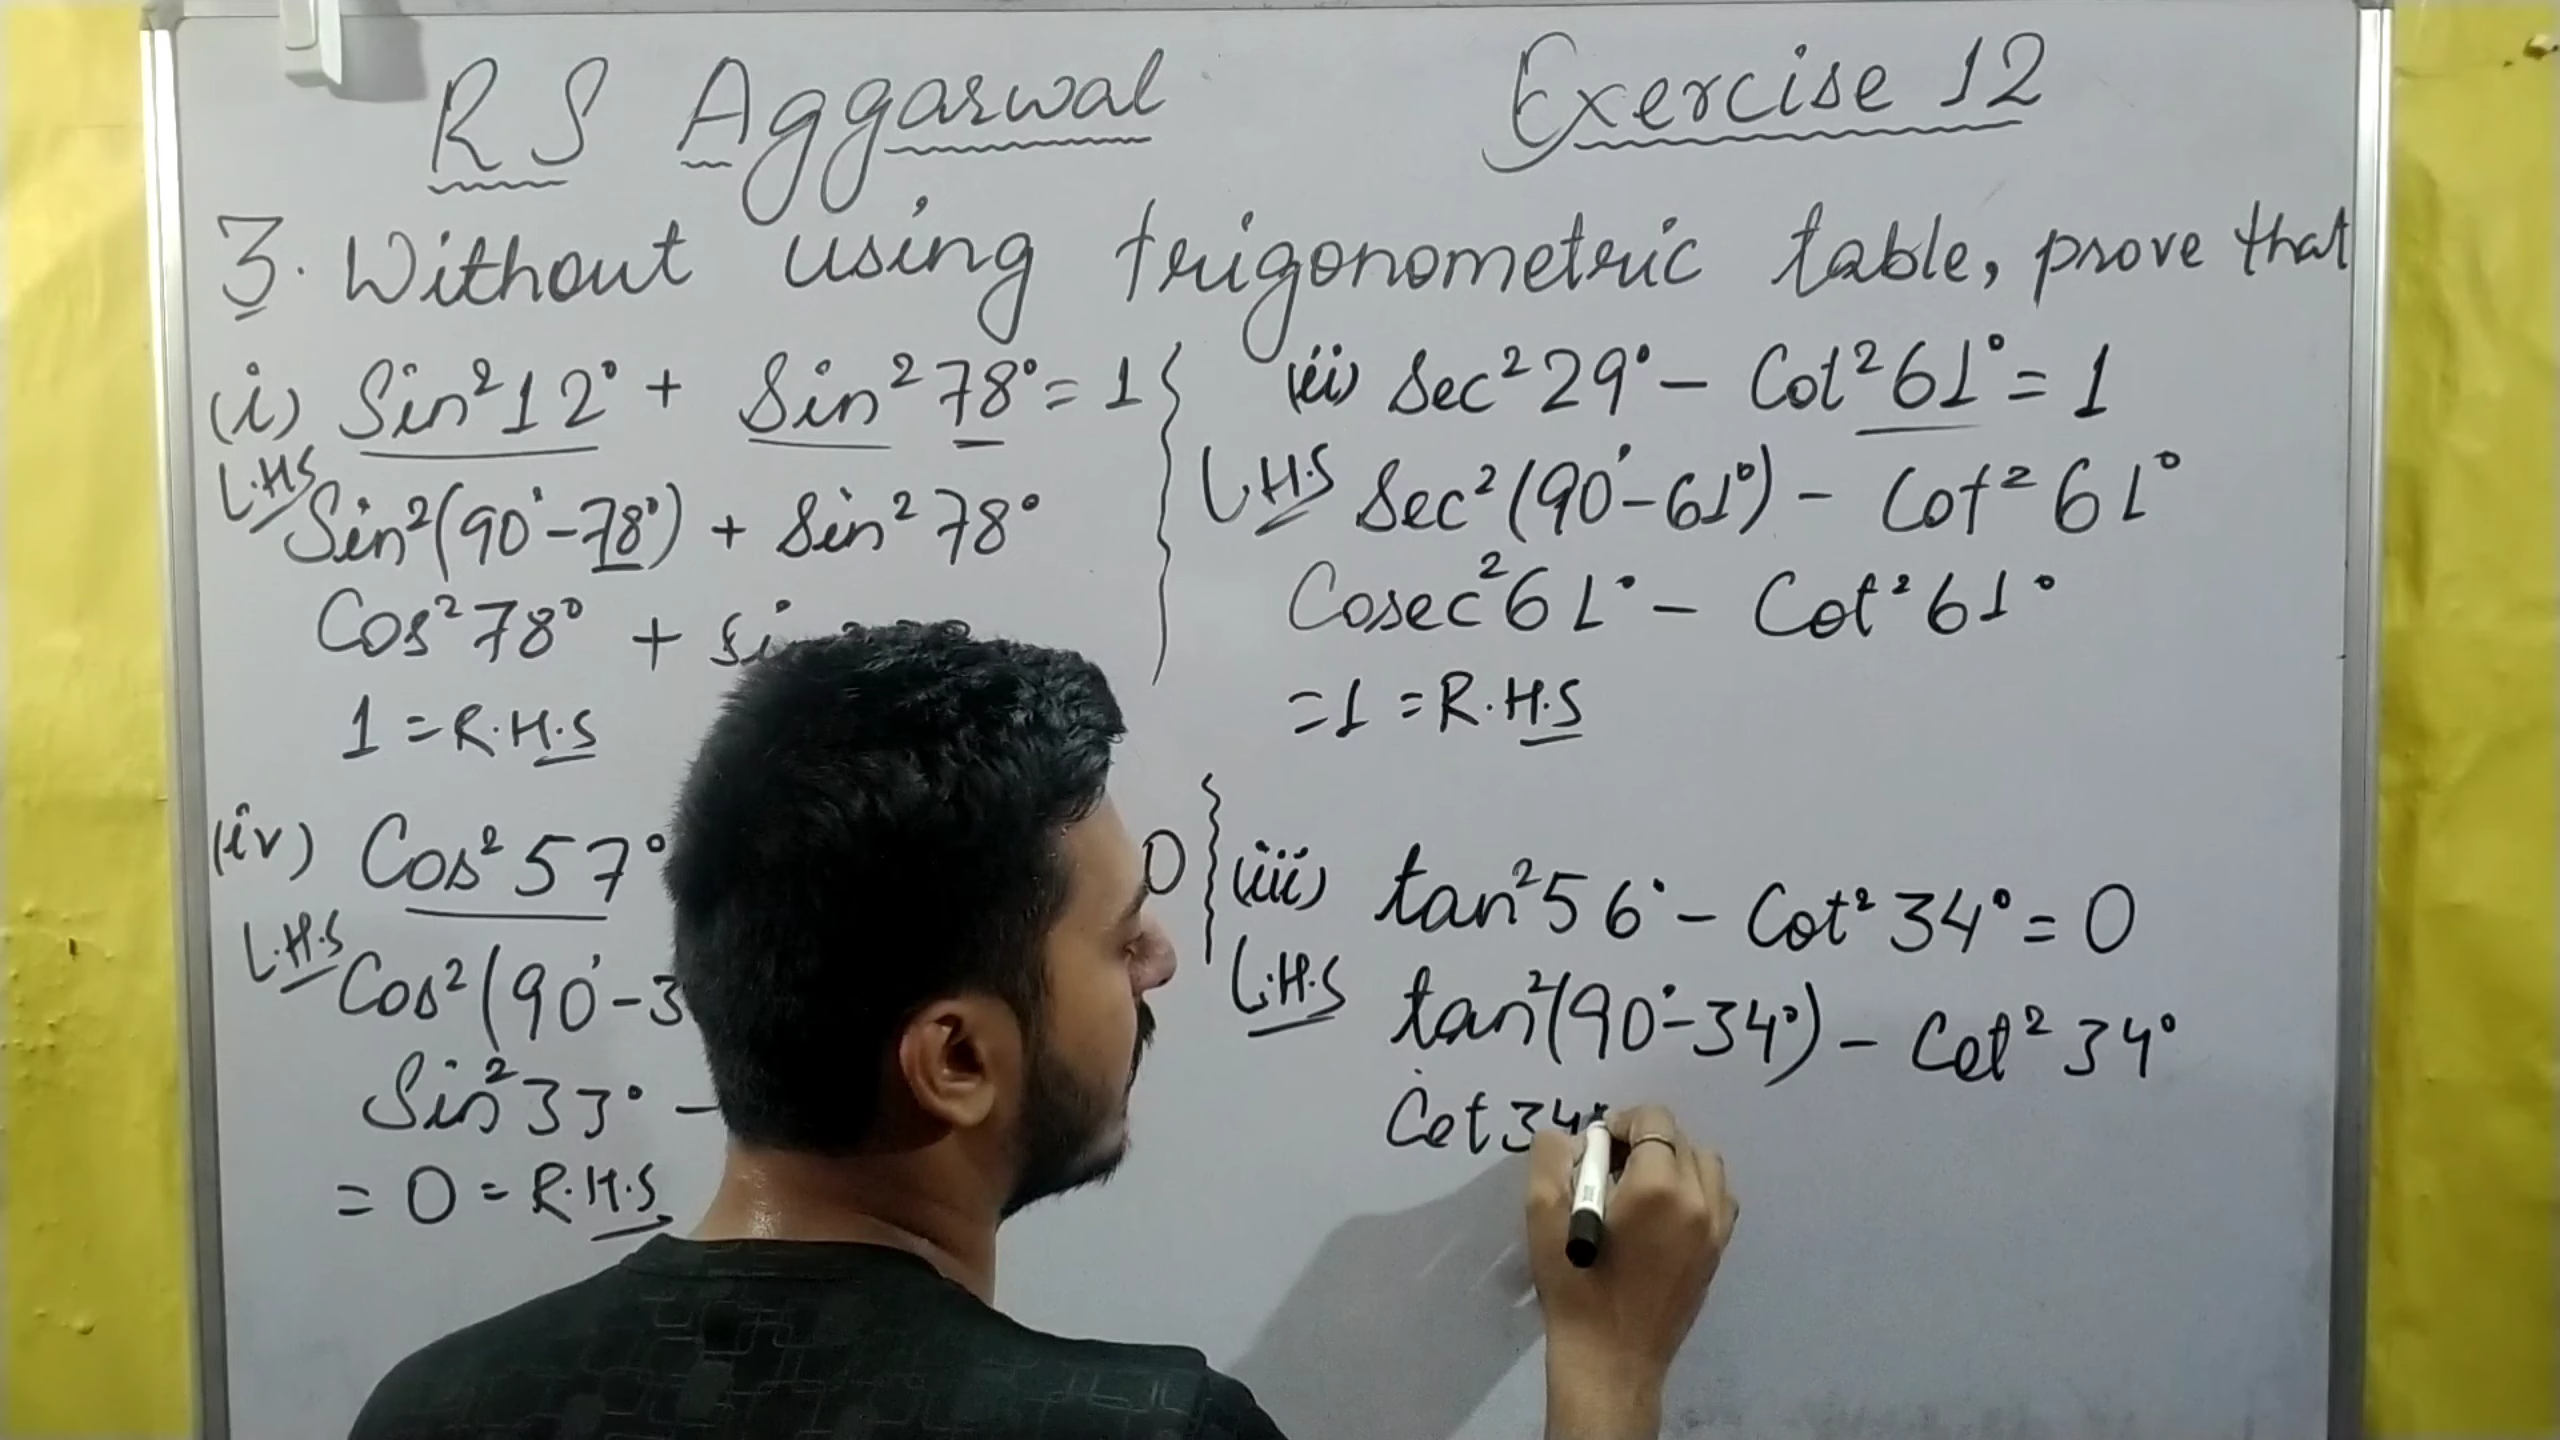 RS Aggarwal Exercise 12
3. Without using trigonometric table, prove that
(i) Sin²12° + Sin²78° = 1
L.H.S
Sin²(90°-78°) + Sin²78°
Cos²78° +
1 = R.H.S
(ii) Sec²29° - Cot²61° = 1
L.H.S Sec²(90°-61°) - Cot²61°
Cosec²61° - Cot²61°
= 1 = R.H.S
(iv) Cos²57° 0
L.H.S
Cos²(90°-3
Sin²33° -
= 0 = R.H.S
(iii) tan²56° - Cot²34° = 0
L.H.S tan²(90°-34°) - Cot²34°
Cot34°